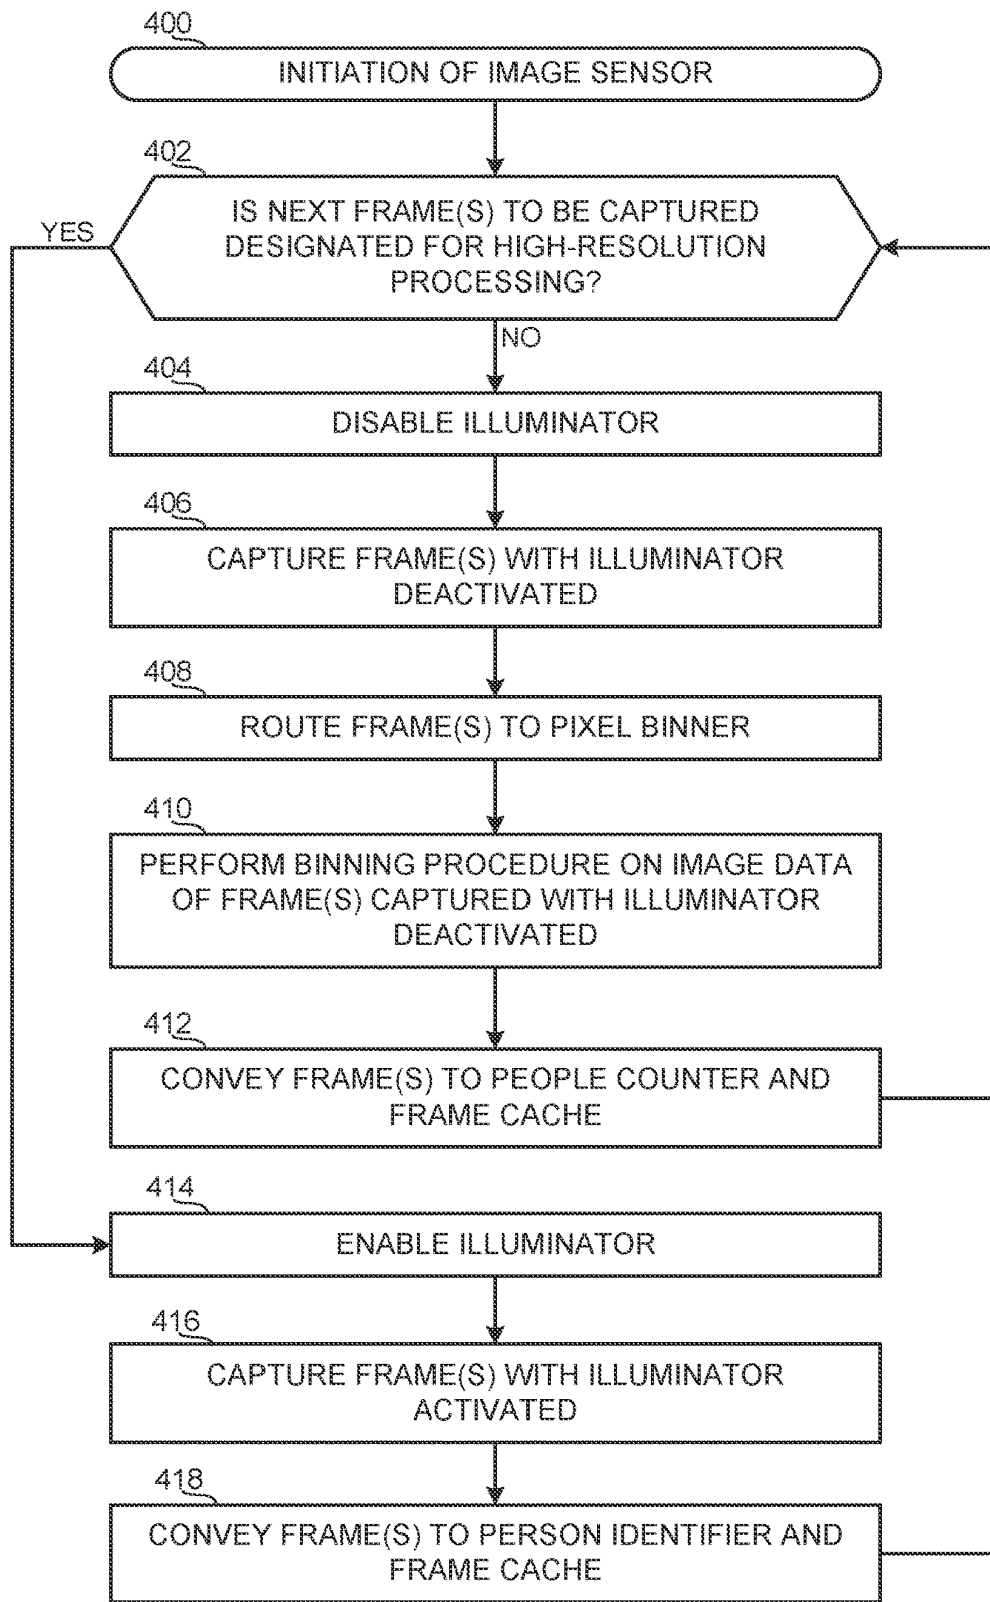 400
INITIATION OF IMAGE SENSOR
402
IS NEXT FRAME(S) TO BE CAPTURED
DESIGNATED FOR HIGH-RESOLUTION
PROCESSING?
YES
NO
404
DISABLE ILLUMINATOR
406
CAPTURE FRAME(S) WITH ILLUMINATOR
DEACTIVATED
408
ROUTE FRAME(S) TO PIXEL BINNER
410
PERFORM BINNING PROCEDURE ON IMAGE DATA
OF FRAME(S) CAPTURED WITH ILLUMINATOR
DEACTIVATED
412
CONVEY FRAME(S) TO PEOPLE COUNTER AND
FRAME CACHE
414
ENABLE ILLUMINATOR
416
CAPTURE FRAME(S) WITH ILLUMINATOR
ACTIVATED
418
CONVEY FRAME(S) TO PERSON IDENTIFIER AND
FRAME CACHE